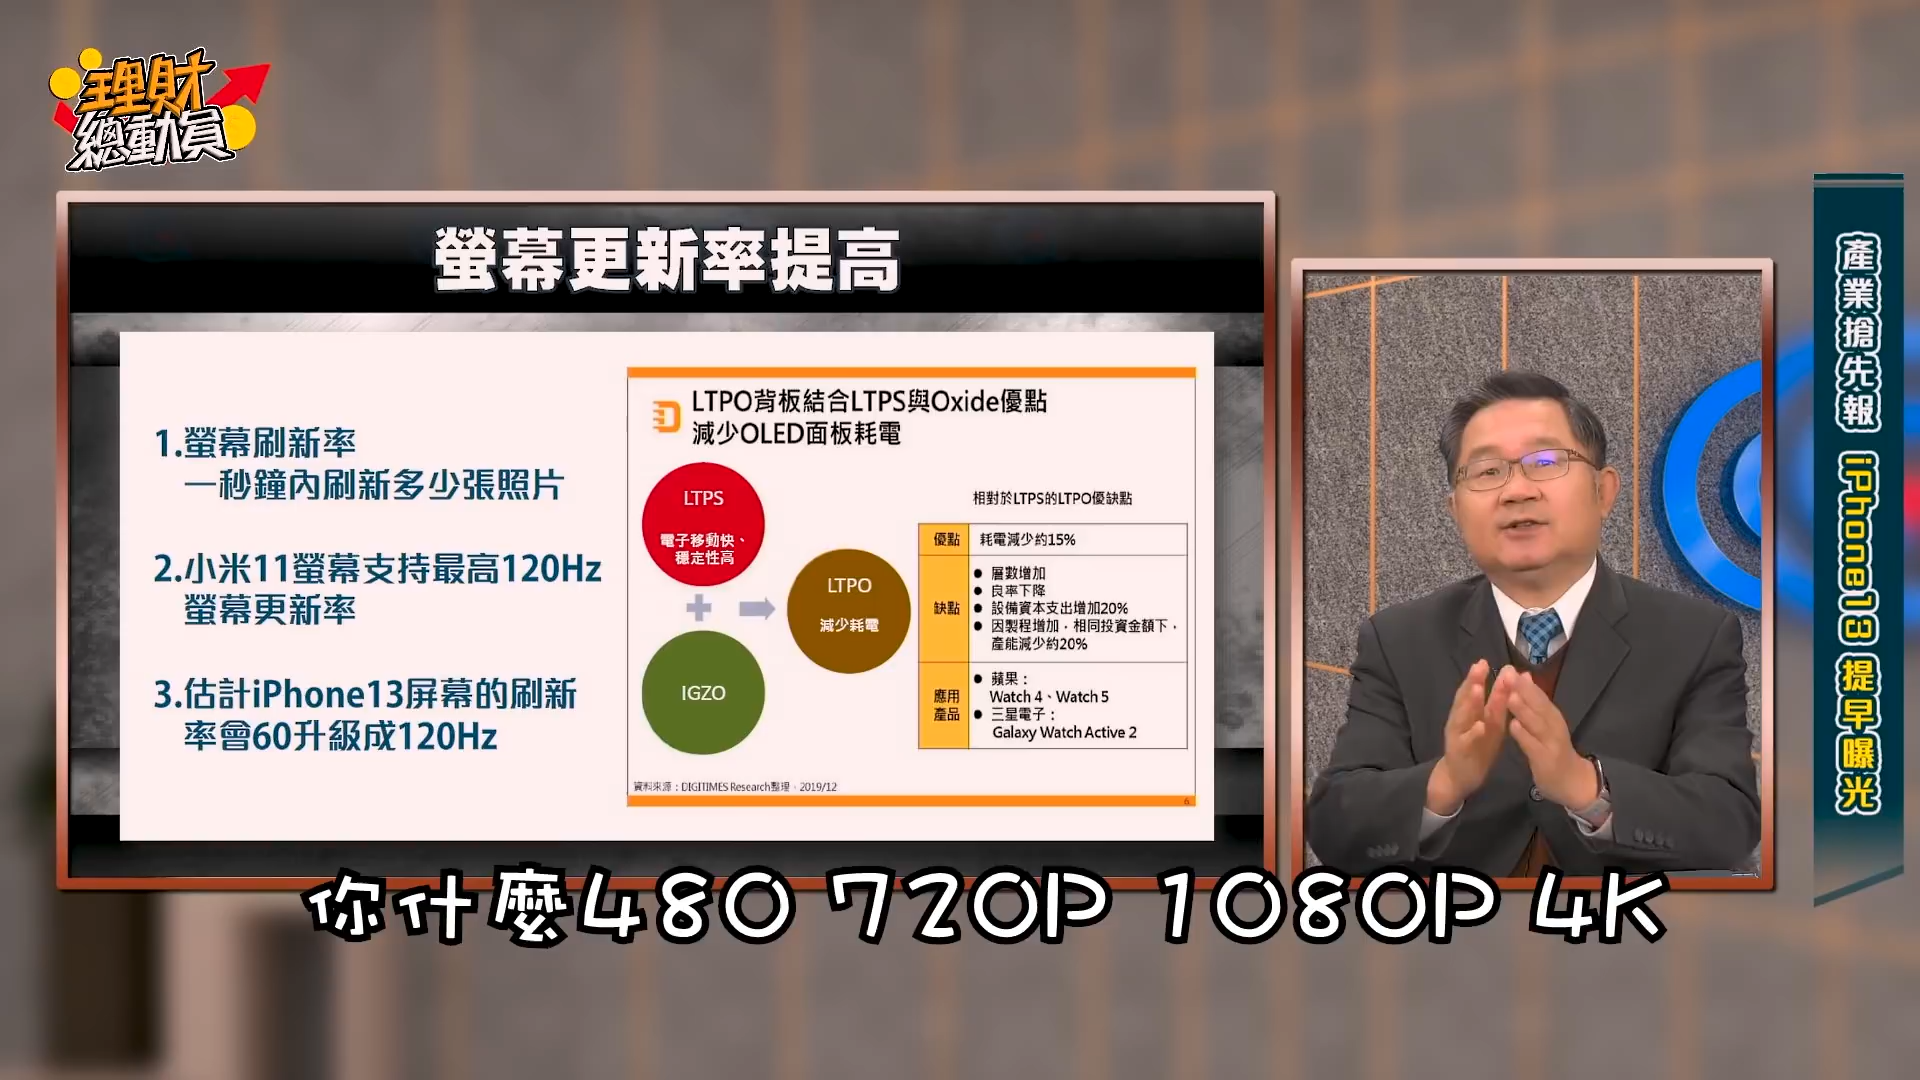 理財
總動員
螢幕更新率提高
1.螢幕刷新率
一秒鐘內刷新多少張照片
2.小米11螢幕支持最高120Hz
螢幕更新率
3.估計iPhone13屏幕的刷新
率會60升級成120Hz
LTPO背板結合LTPS與Oxide優點
減少OLED面板耗電
LTPS
電子移動快、
穩定性高
IGZO
LTPO
減少耗電
相對於LTPS的LTPO優缺點
優點
耗電減少約15%
缺點
● 層數增加
● 良率下降
● 設備資本支出增加20%
● 因製程增加，相同投資金額下，
產能減少約20%
應用
產品
● 蘋果：
Watch 4、Watch 5
● 三星電子：
Galaxy Watch Active 2
資料來源：DIGITIMES Research整理，2019/12
6
產業搶先報 iPhone13 提早曝光
你什麼480 720P 1080P 4K